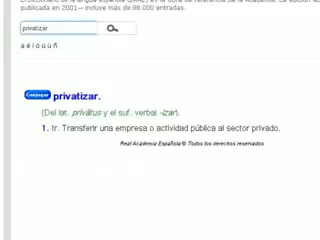 El diccionario de la lengua española (DRAE) es la obra de referencia de la Academia. La edición
publicada en 2001— incluye más de 88 000 entradas.
privatizar
á é í ó ú ü ñ
Conjugar privatizar.
(Del lat. privātus y el suf. verbal -izar).
1. tr. Transferir una empresa o actividad pública al sector privado.
Real Academia Española © Todos los derechos reservados